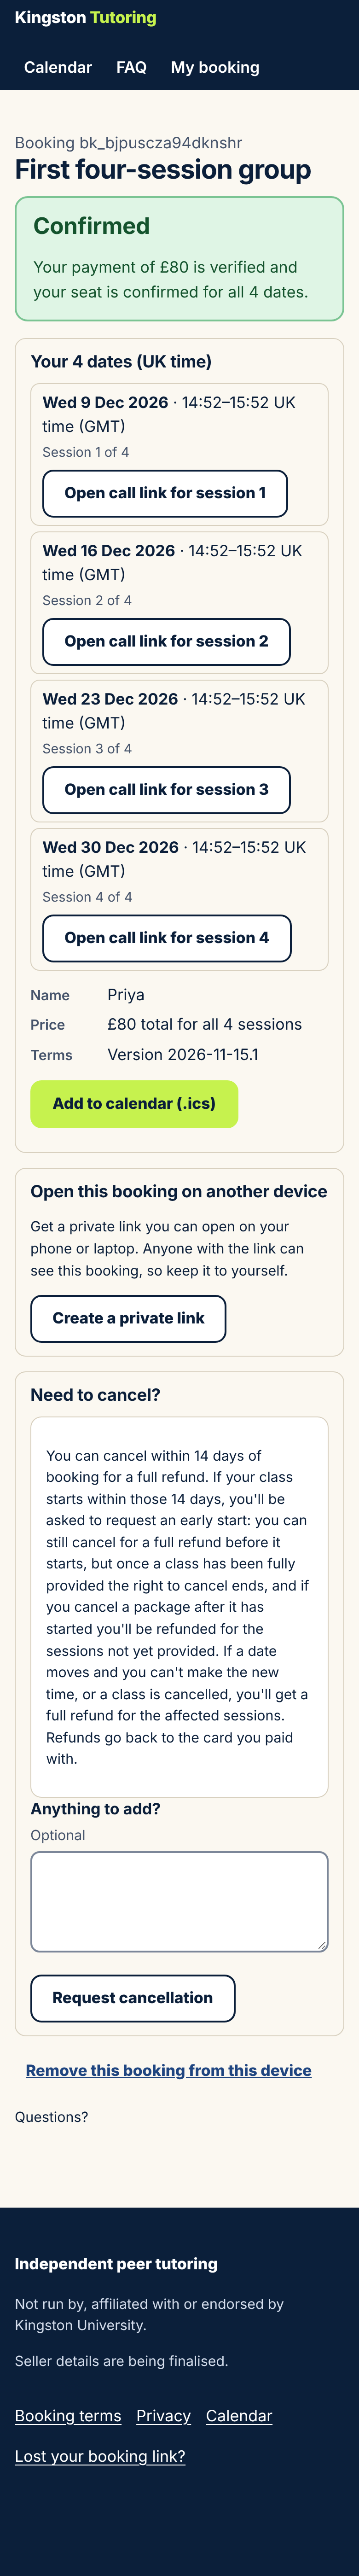 Kingston Tutoring
Calendar FAQ My booking
Booking bk_bjpuscza94dknshr
First four-session group
Confirmed
Your payment of £80 is verified and
your seat is confirmed for all 4 dates.
Your 4 dates (UK time)
Wed 9 Dec 2026 · 14:52–15:52 UK
time (GMT)
Session 1 of 4
Open call link for session 1
Wed 16 Dec 2026 · 14:52–15:52 UK
time (GMT)
Session 2 of 4
Open call link for session 2
Wed 23 Dec 2026 · 14:52–15:52 UK
time (GMT)
Session 3 of 4
Open call link for session 3
Wed 30 Dec 2026 · 14:52–15:52 UK
time (GMT)
Session 4 of 4
Open call link for session 4
Name Priya
Price £80 total for all 4 sessions
Terms Version 2026-11-15.1
Add to calendar (.ics)
Open this booking on another device
Get a private link you can open on your
phone or laptop. Anyone with the link can
see this booking, so keep it to yourself.
Create a private link
Need to cancel?
You can cancel within 14 days of
booking for a full refund. If your class
starts within those 14 days, you'll be
asked to request an early start: you can
still cancel for a full refund before it
starts, but once a class has been fully
provided the right to cancel ends, and if
you cancel a package after it has
started you'll be refunded for the
sessions not yet provided. If a date
moves and you can't make the new
time, or a class is cancelled, you'll get a
full refund for the affected sessions.
Refunds go back to the card you paid
with.
Anything to add?
Optional
Request cancellation
Remove this booking from this device
Questions?
Independent peer tutoring
Not run by, affiliated with or endorsed by
Kingston University.
Seller details are being finalised.
Booking terms Privacy Calendar
Lost your booking link?